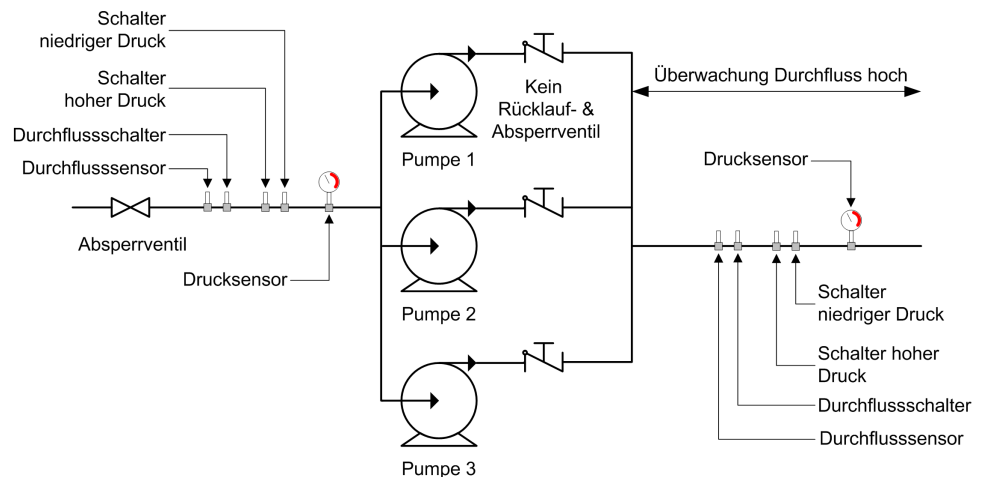 Schalter
niedriger Druck
Schalter
hoher Druck
Durchflussschalter
Durchflusssensor
Absperrventil
Drucksensor
Pumpe 1
Kein
Rücklauf- &
Absperrventil
Pumpe 2
Pumpe 3
Überwachung Durchfluss hoch
Drucksensor
Schalter
niedriger Druck
Schalter hoher
Druck
Durchflussschalter
Durchflusssensor